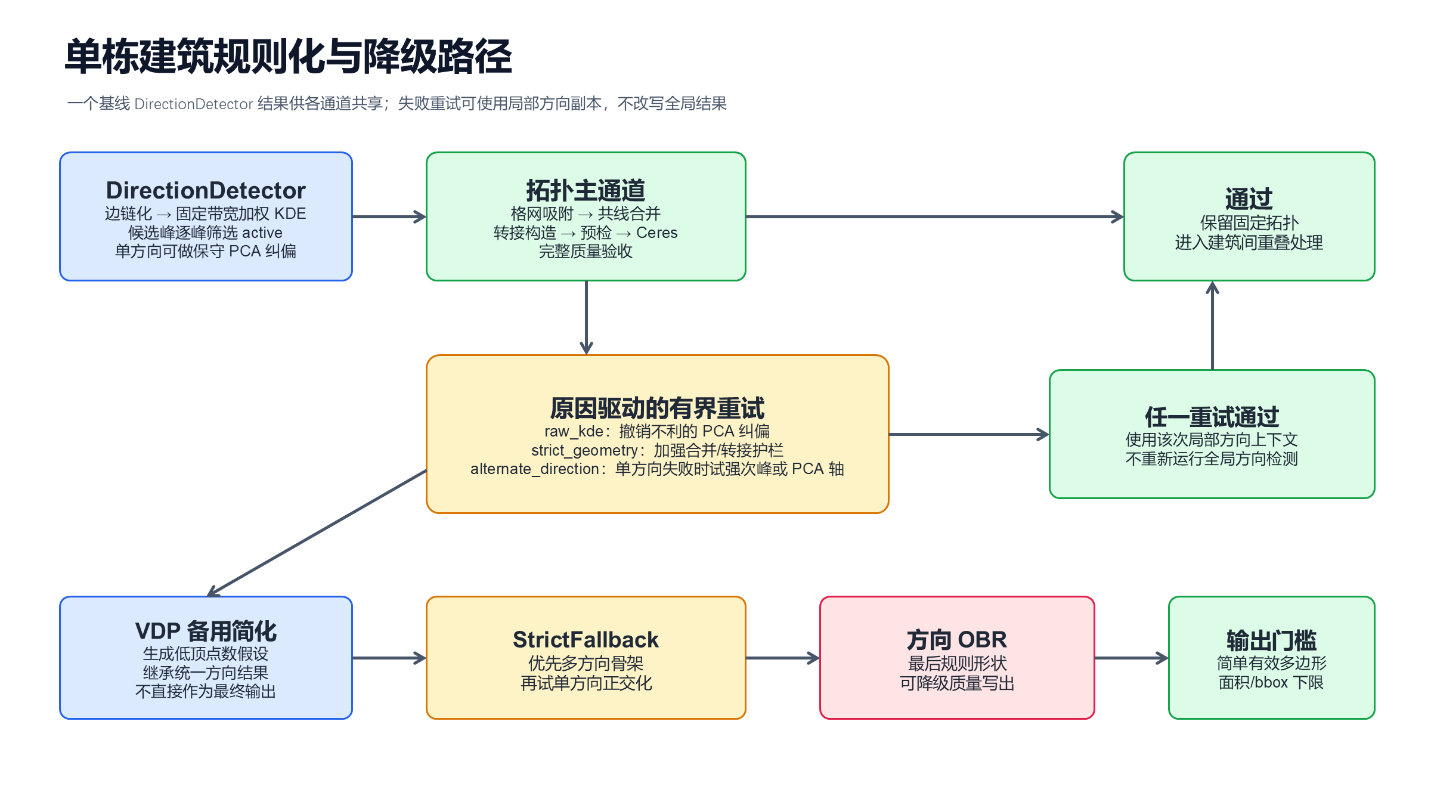 单栋建筑规则化与降级路径
一个基线 DirectionDetector 结果供各通道共享；失败重试可使用局部方向副本，不改写全局结果
DirectionDetector
边链化 → 固定带宽加权 KDE
候选峰逐峰筛选 active
单方向可做保守 PCA 纠偏
拓扑主通道
格网吸附 → 共线合并
转接构造 → 预检 → Ceres
完整质量验收
通过
保留固定拓扑
进入建筑间重叠处理
原因驱动的有界重试
raw_kde：撤销不利的 PCA 纠偏
strict_geometry：加强合并/转接护栏
alternate_direction：单方向失败时试强次峰或 PCA 轴
任一重试通过
使用该次局部方向上下文
不重新运行全局方向检测
VDP 备用简化
生成低顶点数假设
继承统一方向结果
不直接作为最终输出
StrictFallback
优先多方向骨架
再试单方向正交化
方向 OBR
最后规则形状
可降级质量写出
输出门槛
简单有效多边形
面积/bbox 下限